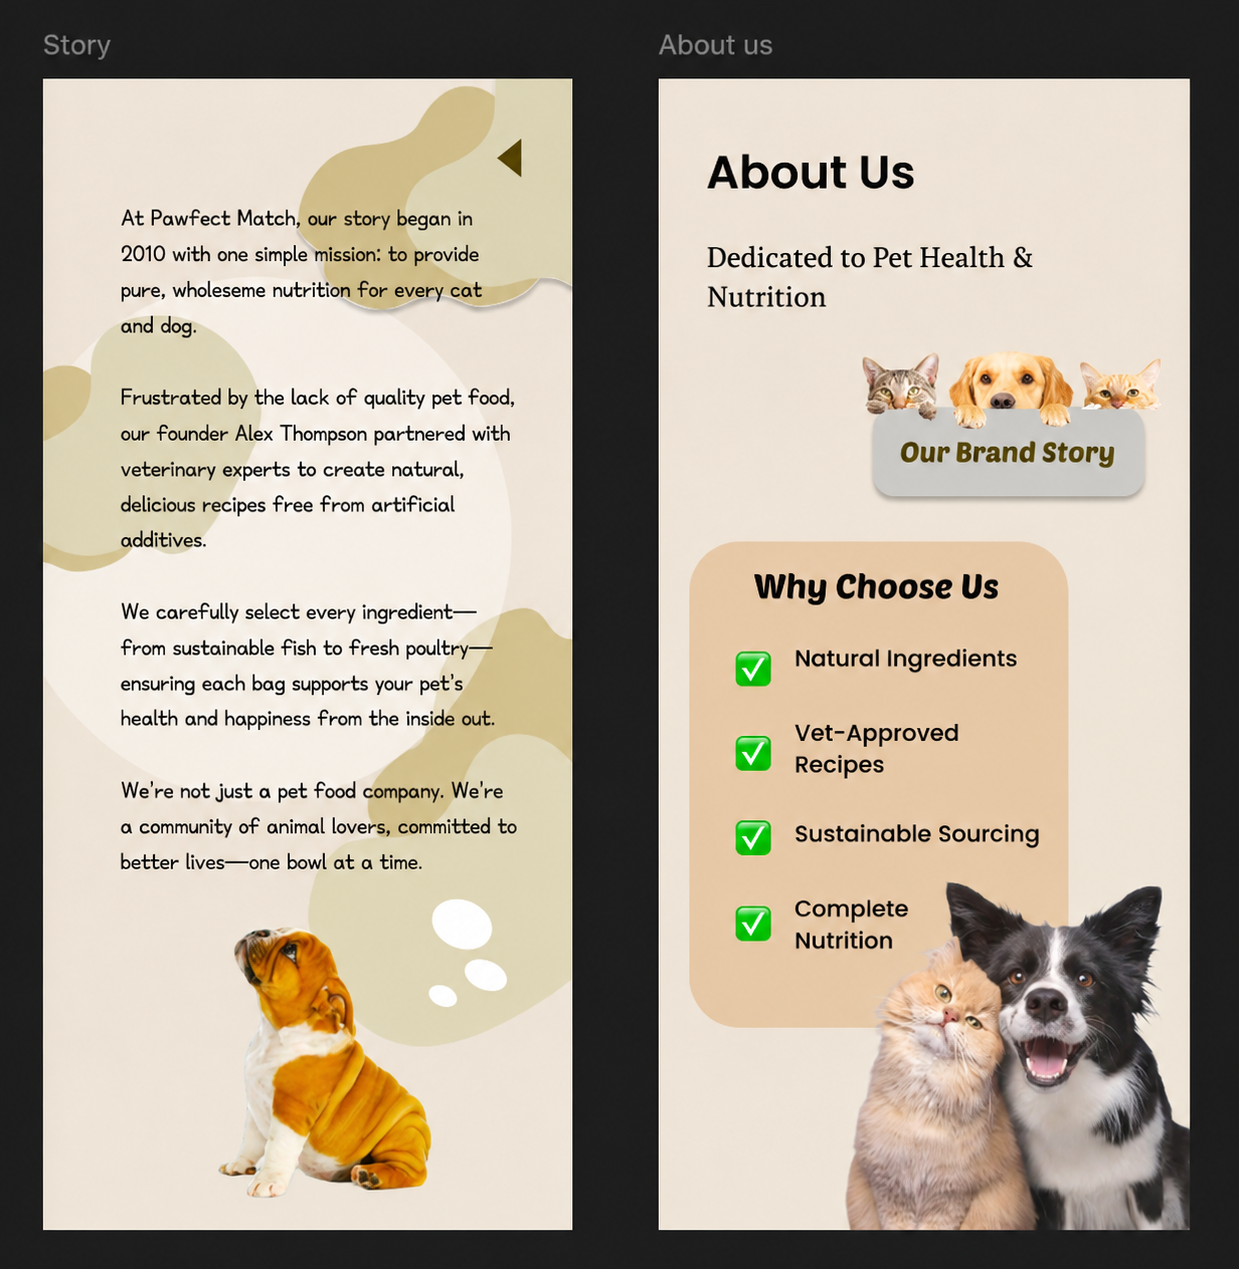 Story
At Pawfect Match, our story began in
2010 with one simple mission: to provide
pure, wholeseme nutrition for every cat
and dog.
Frustrated by the lack of quality pet food,
our founder Alex Thompson partnered with
veterinary experts to create natural,
delicious recipes free from artificial
additives.
We carefully select every ingredient—
from sustainable fish to fresh poultry—
ensuring each bag supports your pet's
health and happiness from the inside out.
We're not just a pet food company. We're
a community of animal lovers, committed to
better lives—one bowl at a time.
About us
About Us
Dedicated to Pet Health &
Nutrition
Our Brand Story
Why Choose Us
Natural Ingredients
Vet-Approved
Recipes
Sustainable Sourcing
Complete
Nutrition